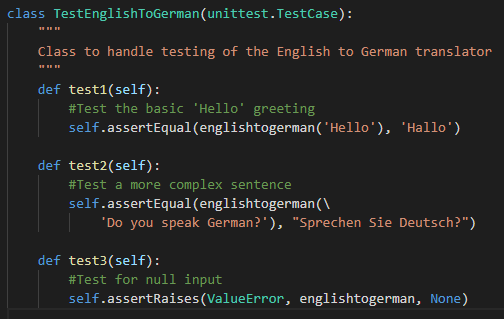 class TestEnglishToGerman(unittest.TestCase):
    """
    Class to handle testing of the English to German translator
    """
    def test1(self):
        #Test the basic 'Hello' greeting
        self.assertEqual(englishtogerman('Hello'), 'Hallo')

    def test2(self):
        #Test a more complex sentence
        self.assertEqual(englishtogerman(\
            'Do you speak German?'), "Sprechen Sie Deutsch?")

    def test3(self):
        #Test for null input
        self.assertRaises(ValueError, englishtogerman, None)